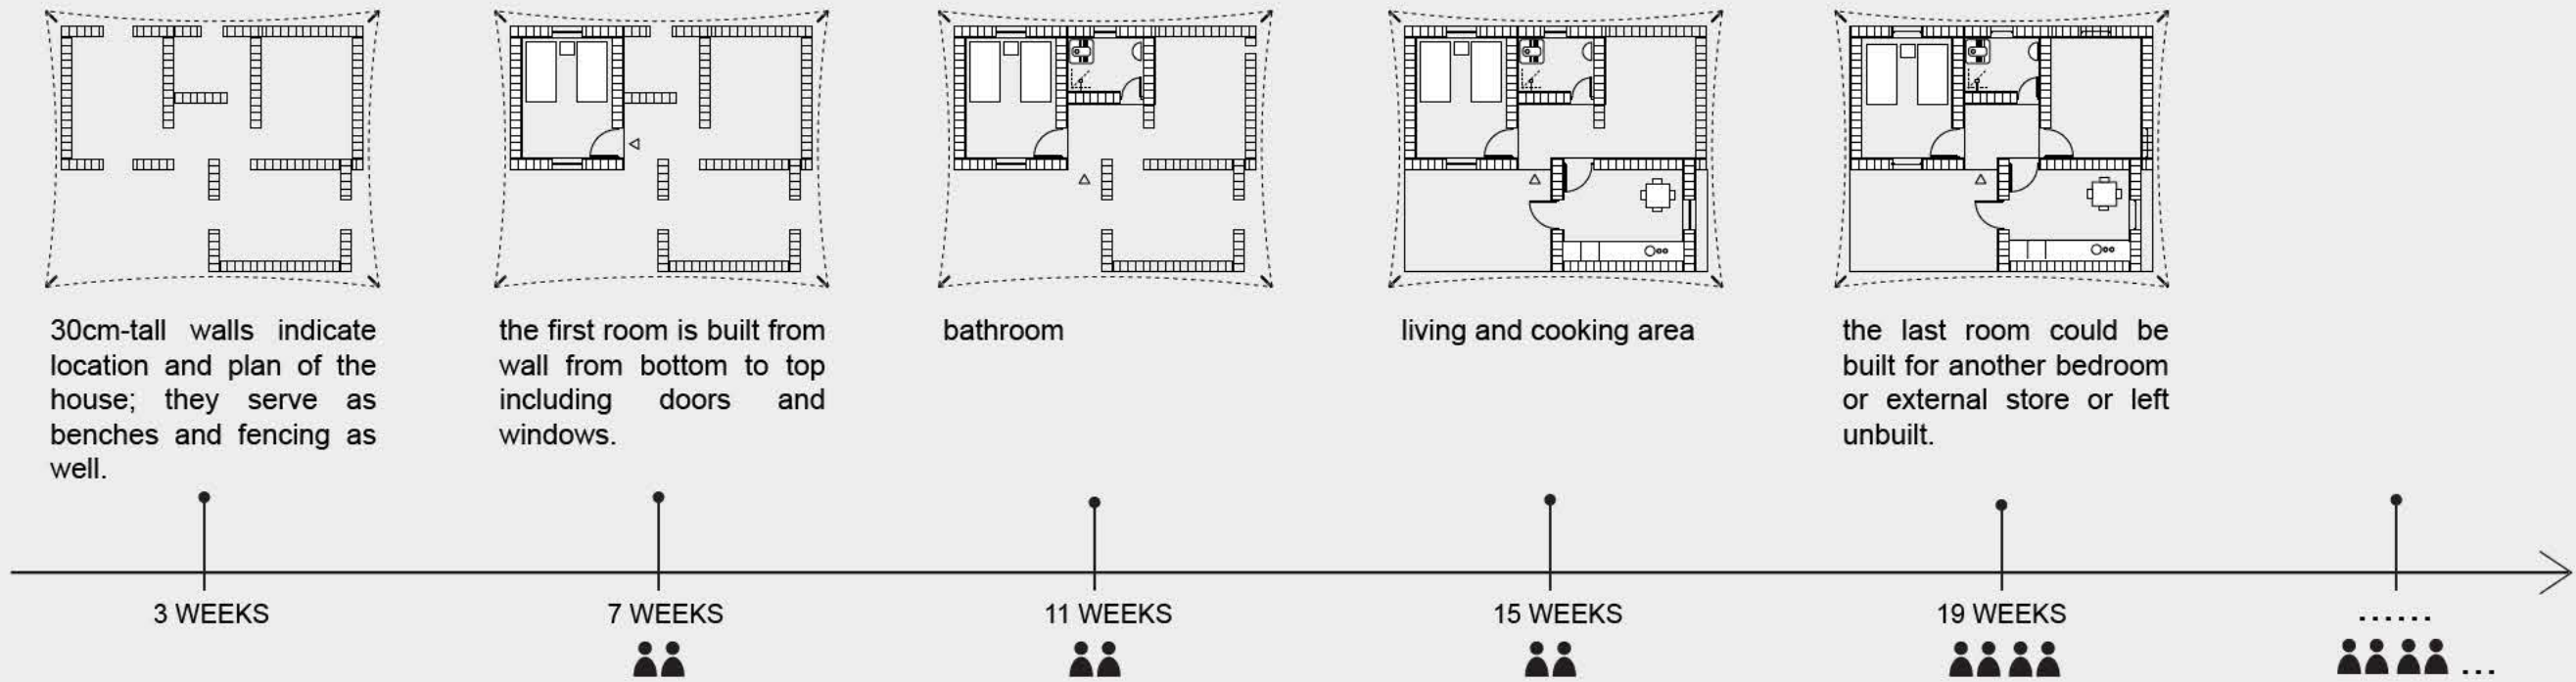 30cm-tall walls indicate
location and plan of the
house; they serve as
benches and fencing as
well.
the first room is built from
wall from bottom to top
including doors and
windows.
bathroom
living and cooking area
the last room could be
built for another bedroom
or external store or left
unbuilt.
3 WEEKS
7 WEEKS
11 WEEKS
15 WEEKS
19 WEEKS
......
...